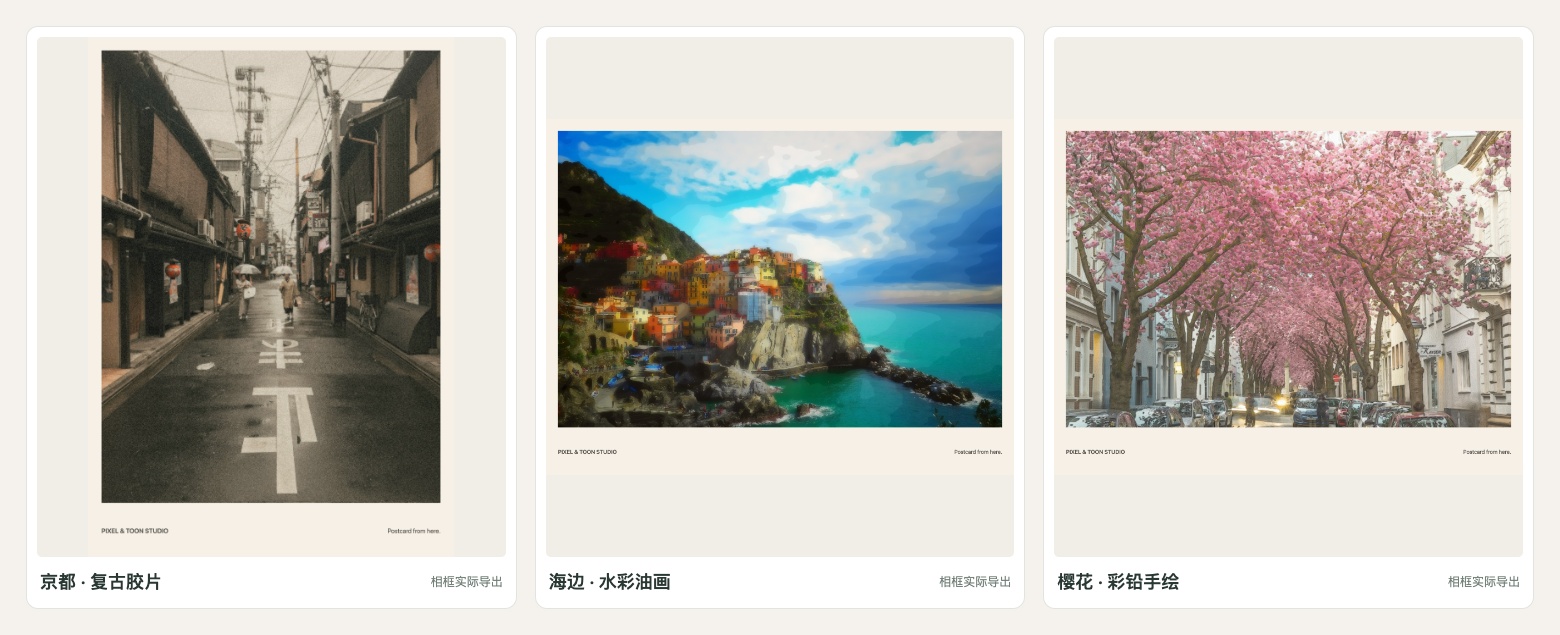 止
PIXEL & TOON STUDIO
Postcard from here.
京都 · 复古胶片
相框实际导出
PIXEL & TOON STUDIO
Postcard from here.
海边 · 水彩油画
相框实际导出
PIXEL & TOON STUDIO
Postcard from here.
樱花 · 彩铅手绘
相框实际导出